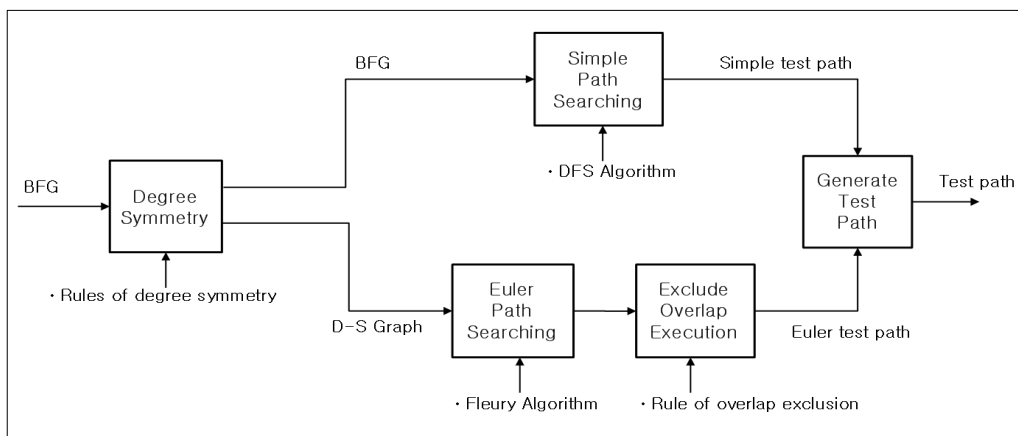 BFG
Simple
Path
Searching
Simple test path
BFG
Degree
Symmetry
· DFS Algorithm
Generate
Test
Path
Test path
· Rules of degree symmetry
D-S Graph
Euler
Path
Searching
Exclude
Overlap
Execution
Euler test path
· Fleury Algorithm
· Rule of overlap exclusion